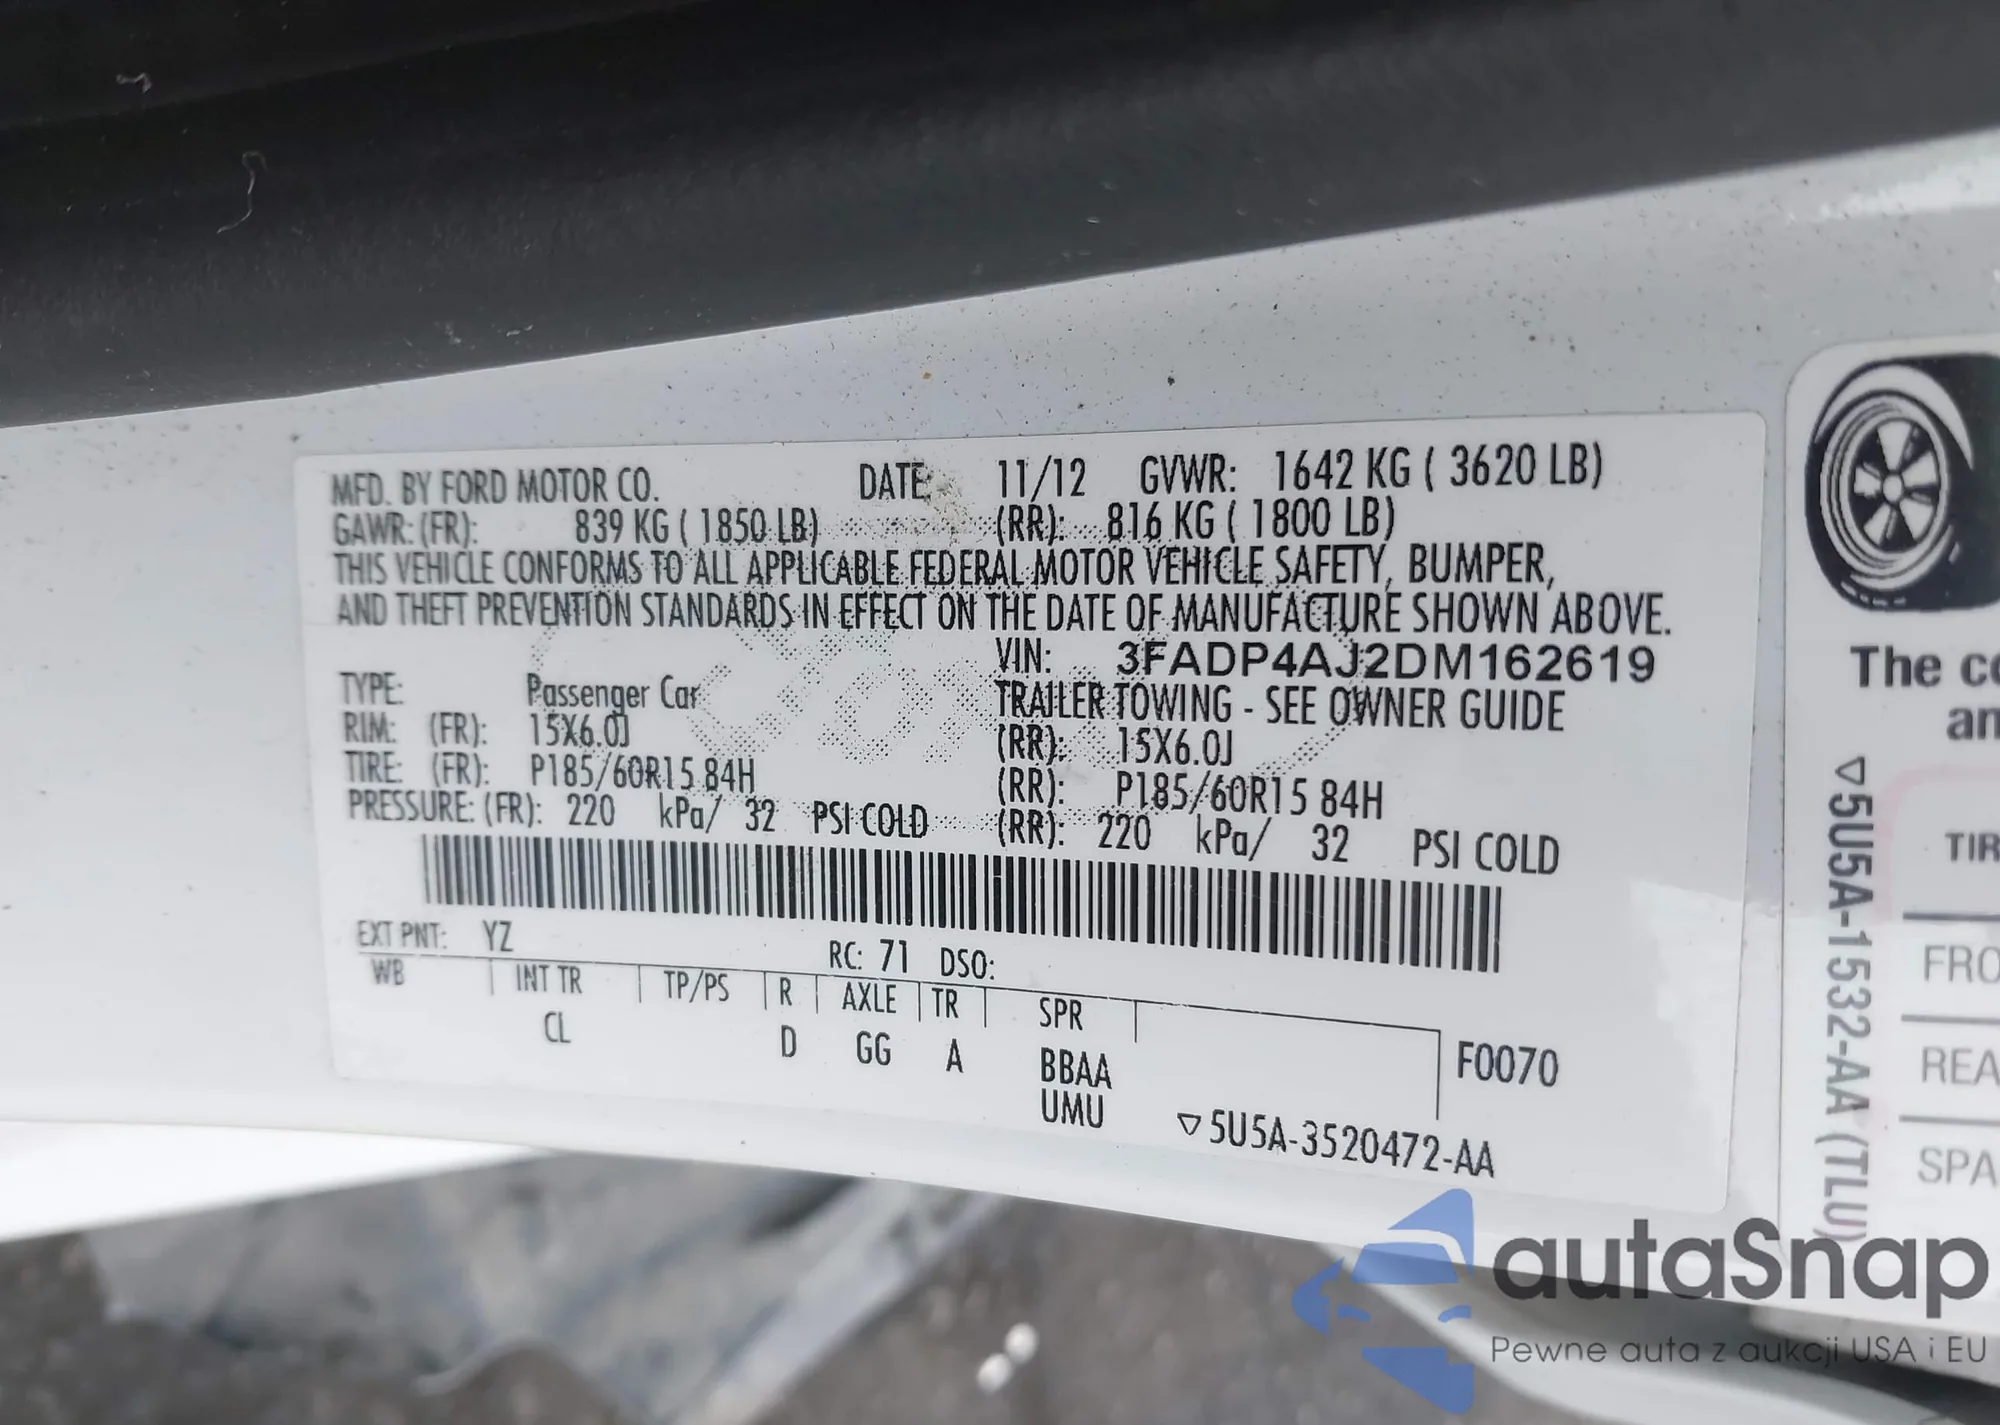 MFD. BY FORD MOTOR CO. DATE: 11/12 GVWR: 1642 KG ( 3620 LB)
GAWR: (FR): 839 KG ( 1850 LB) (RR): 816 KG ( 1800 LB)
THIS VEHICLE CONFORMS TO ALL APPLICABLE FEDERAL MOTOR VEHICLE SAFETY, BUMPER,
AND THEFT PREVENTION STANDARDS IN EFFECT ON THE DATE OF MANUFACTURE SHOWN ABOVE.
VIN: 3FADP4AJ2DM162619
TYPE: Passenger Car TRAILER TOWING - SEE OWNER GUIDE
RIM: (FR): 15X6.0J (RR): 15X6.0J
TIRE: (FR): P185/60R15 84H (RR): P185/60R15 84H
PRESSURE: (FR): 220 kPa/ 32 PSI COLD (RR): 220 kPa/ 32 PSI COLD
EXT PNT: YZ RC: 71 DSO:
WB INT TR TP/PS R AXLE TR SPR
CL D GG A BBAA F0070
UMU
▽5U5A-3520472-AA
The co
an
▽5U5A-1532-AA (TLU)
TIR
FRO
REA
SPA
autaSnap
Pewne auta z aukcji USA i EU